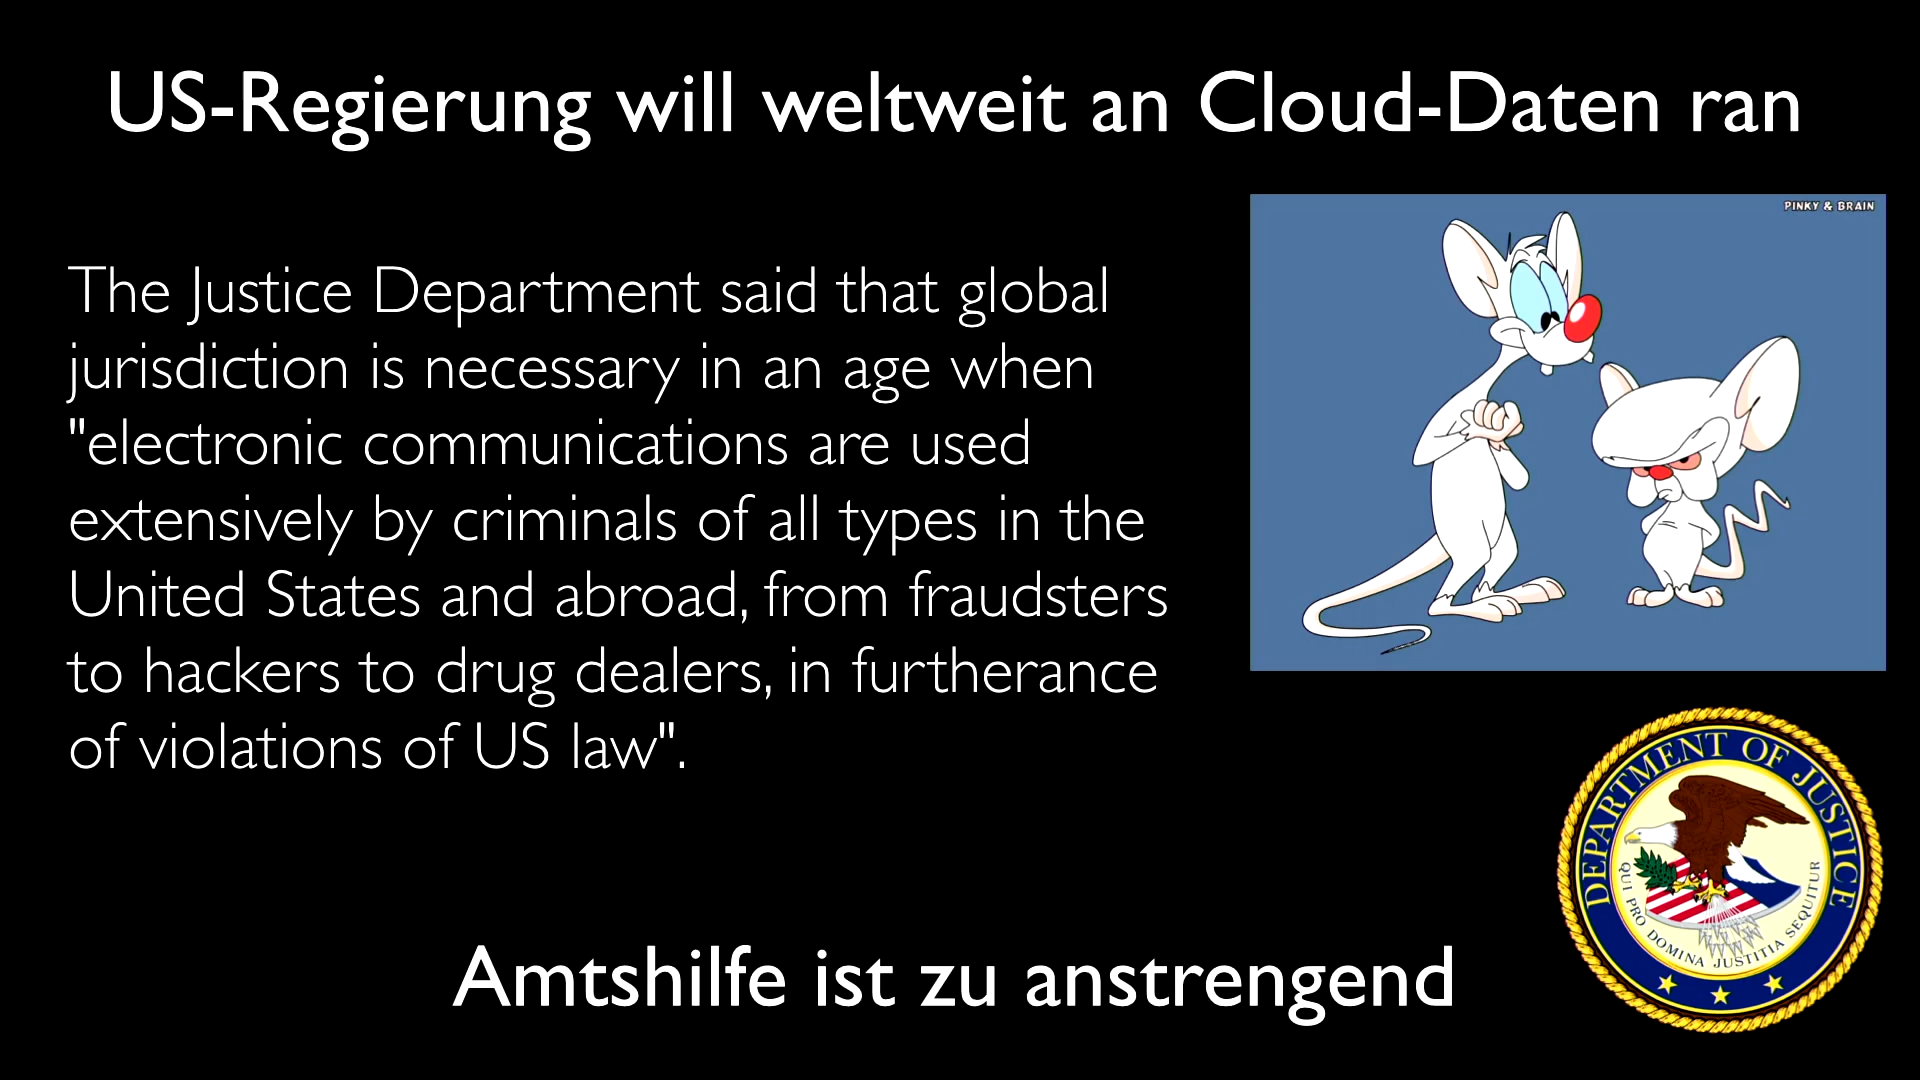 US-Regierung will weltweit an Cloud-Daten ran
PINKY & BRAIN
The Justice Department said that global
jurisdiction is necessary in an age when
"electronic communications are used
extensively by criminals of all types in the
United States and abroad, from fraudsters
to hackers to drug dealers, in furtherance
of violations of US law".
DEPARTMENT OF JUSTICE
QUI PRO DOMINA JUSTITIA SEQUITUR
Amtshilfe ist zu anstrengend